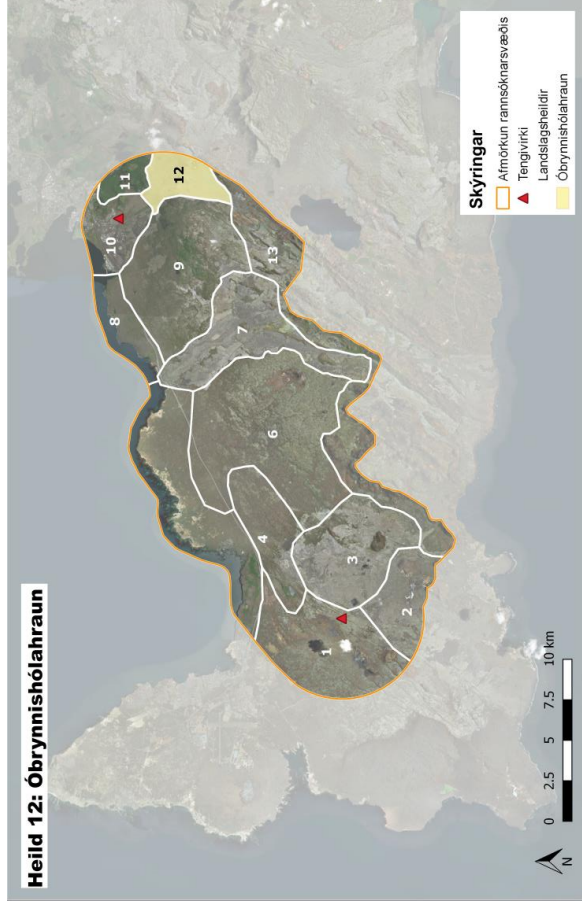 Heild 12: Óbrynnishólahraun
8
10
11
12
9
13
7
6
4
3
2
1
Skýringar
Afmörkun rannsóknarsvæðis
Tengivirki
Landslagsheildir
Óbrynnishólahraun
0 2.5 5 7.5 10 km
N